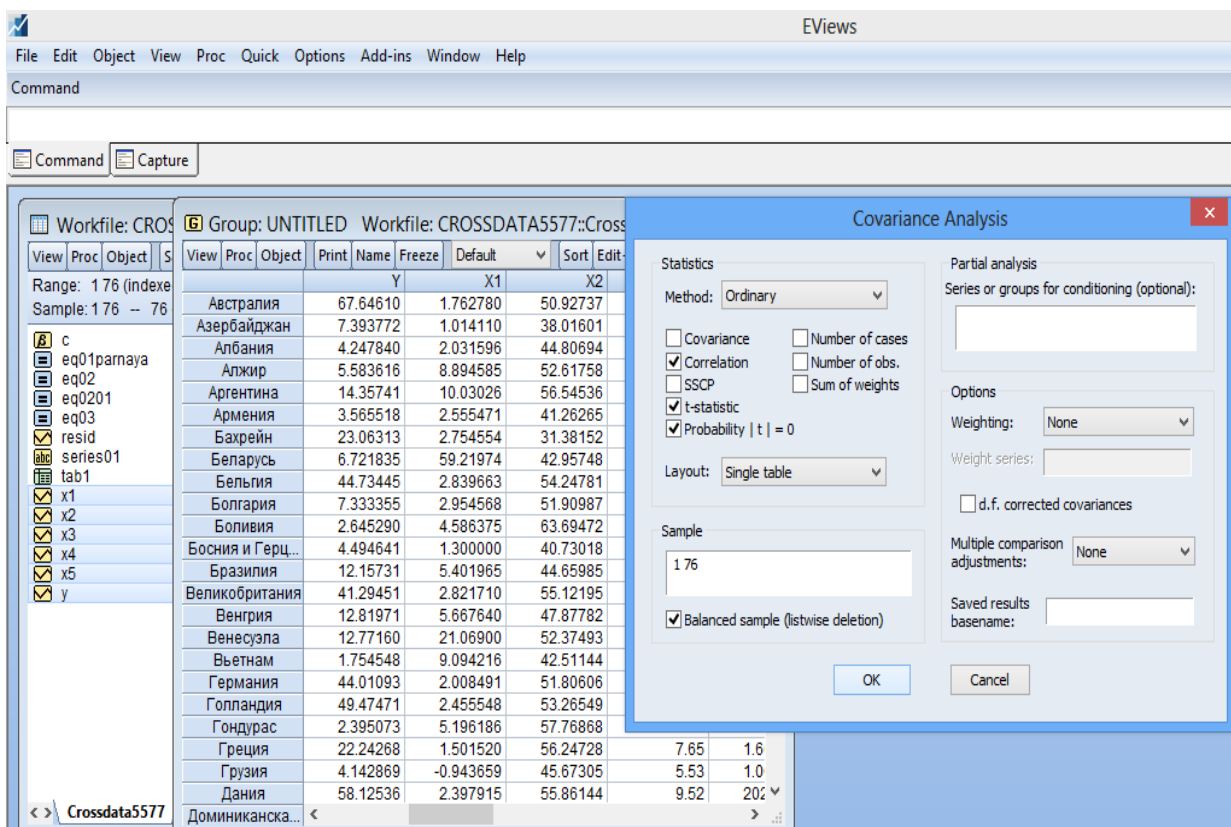 EViews
File Edit Object View Proc Quick Options Add-ins Window Help
Command
Command Capture
Workfile: CROS
View Proc Object S
Range: 1 76 (indexe
Sample: 1 76 -- 76
c
eq01parnaya
eq02
eq0201
eq03
resid
series01
tab1
x1
x2
x3
x4
x5
y
Crossdata5577
Group: UNTITLED Workfile: CROSSDATA5577::Cross
View Proc Object Print Name Freeze Default Sort Edit
Y X1 X2
Австралия 67.64610 1.762780 50.92737
Азербайджан 7.393772 1.014110 38.01601
Албания 4.247840 2.031596 44.80694
Алжир 5.583616 8.894585 52.61758
Аргентина 14.35741 10.03026 56.54536
Армения 3.565518 2.555471 41.26265
Бахрейн 23.06313 2.754554 31.38152
Беларусь 6.721835 59.21974 42.95748
Бельгия 44.73445 2.839663 54.24781
Болгария 7.333355 2.954568 51.90987
Боливия 2.645290 4.586375 63.69472
Босния и Герц... 4.494641 1.300000 40.73018
Бразилия 12.15731 5.401965 44.65985
Великобритания 41.29451 2.821710 55.12195
Венгрия 12.81971 5.667640 47.87782
Венесуэла 12.77160 21.06900 52.37493
Вьетнам 1.754548 9.094216 42.51144
Германия 44.01093 2.008491 51.80606
Голландия 49.47471 2.455548 53.26549
Гондурас 2.395073 5.196186 57.76868
Греция 22.24268 1.501520 56.24728 7.65 1.6
Грузия 4.142869 -0.943659 45.67305 5.53 1.0
Дания 58.12536 2.397915 55.86144 9.52 202
Доминиканска...
Covariance Analysis
Statistics
Method: Ordinary
Covariance Number of cases
Correlation Number of obs.
SSCP Sum of weights
t-statistic
Probability | t | = 0
Layout: Single table
Sample
1 76
Balanced sample (listwise deletion)
Partial analysis
Series or groups for conditioning (optional):
Options
Weighting: None
Weight series:
d.f. corrected covariances
Multiple comparison adjustments: None
Saved results basename:
OK Cancel